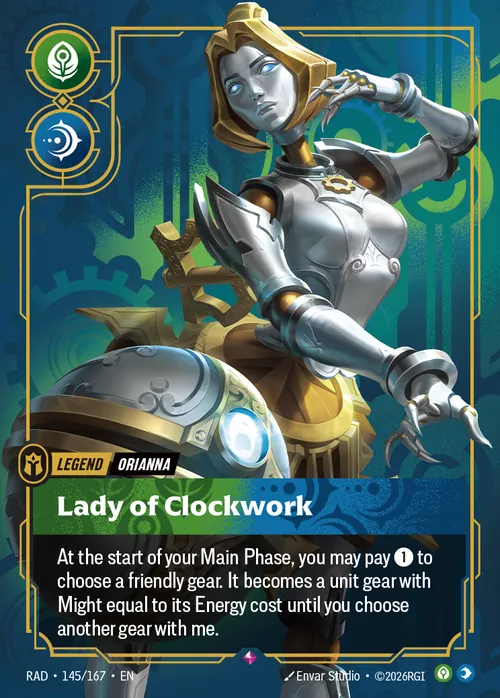 LEGEND ORIANNA
Lady of Clockwork
At the start of your Main Phase, you may pay 1 to
choose a friendly gear. It becomes a unit gear with
Might equal to its Energy cost until you choose
another gear with me.
RAD • 145/167 • EN
Envar Studio • ©2026RGI